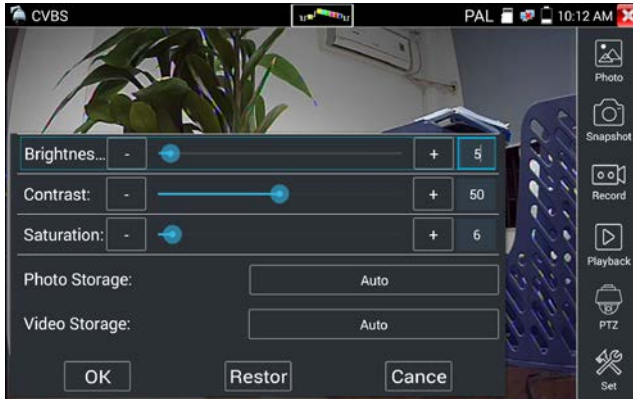 CVBS PAL 10:12 AM
Photo
Snapshot
Brightnes... - + 5
Contrast: - + 50
Record
Saturation: - + 6
Playback
Photo Storage: Auto
Video Storage: Auto
PTZ
OK Restor Cance
Set